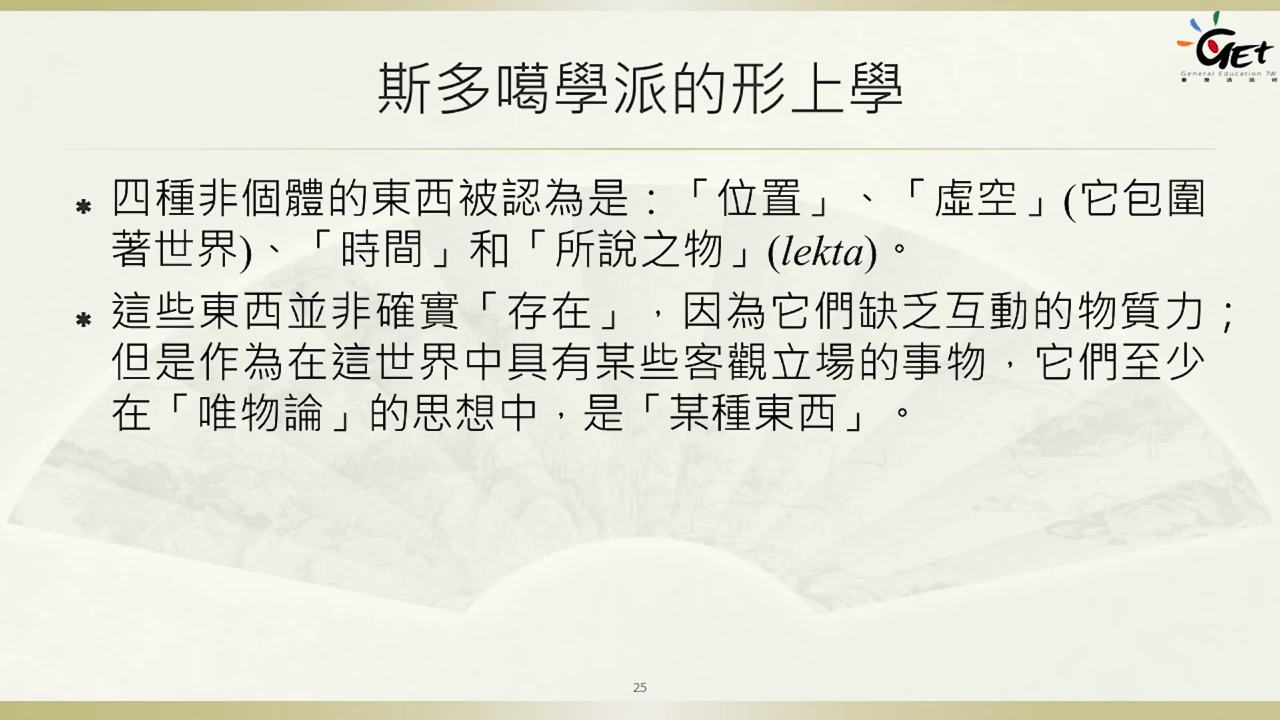 GEt
General Education TW
斯多噶學派的形上學
四種非個體的東西被認為是：「位置」、「虛空」(它包圍
著世界)、「時間」和「所說之物」(lekta)。
這些東西並非確實「存在」，因為它們缺乏互動的物質力；
但是作為在這世界中具有某些客觀立場的事物，它們至少
在「唯物論」的思想中，是「某種東西」。
25